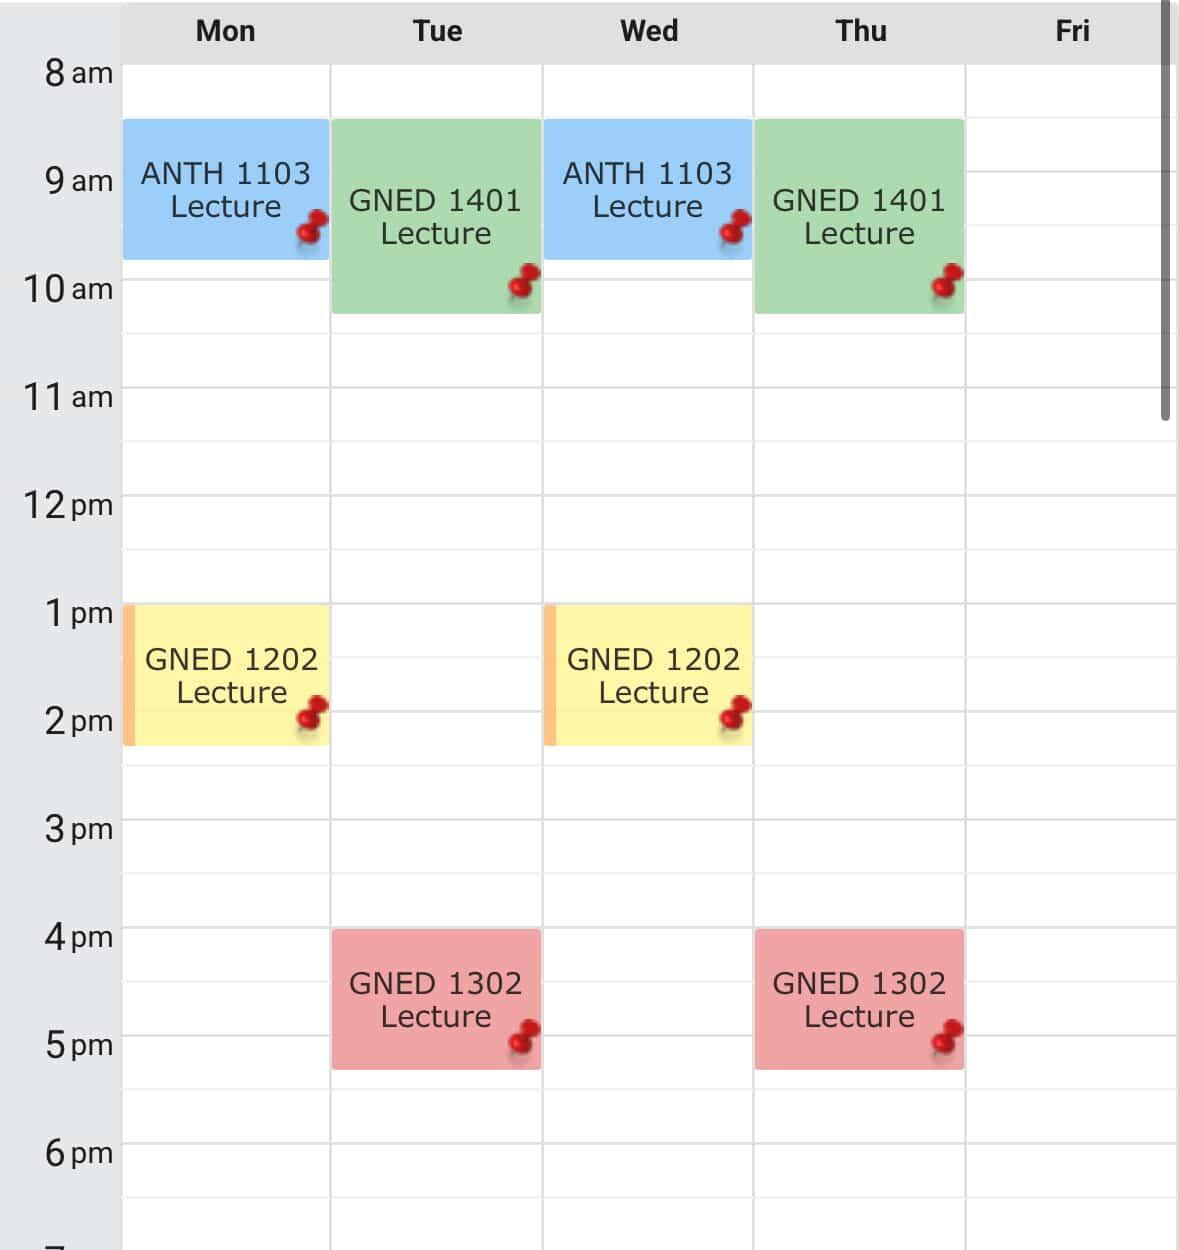 Mon Tue Wed Thu Fri
8 am
ANTH 1103
Lecture
GNED 1401
Lecture
ANTH 1103
Lecture
GNED 1401
Lecture
9 am
10 am
11 am
12 pm
1 pm
GNED 1202
Lecture
GNED 1202
Lecture
2 pm
3 pm
4 pm
GNED 1302
Lecture
GNED 1302
Lecture
5 pm
6 pm